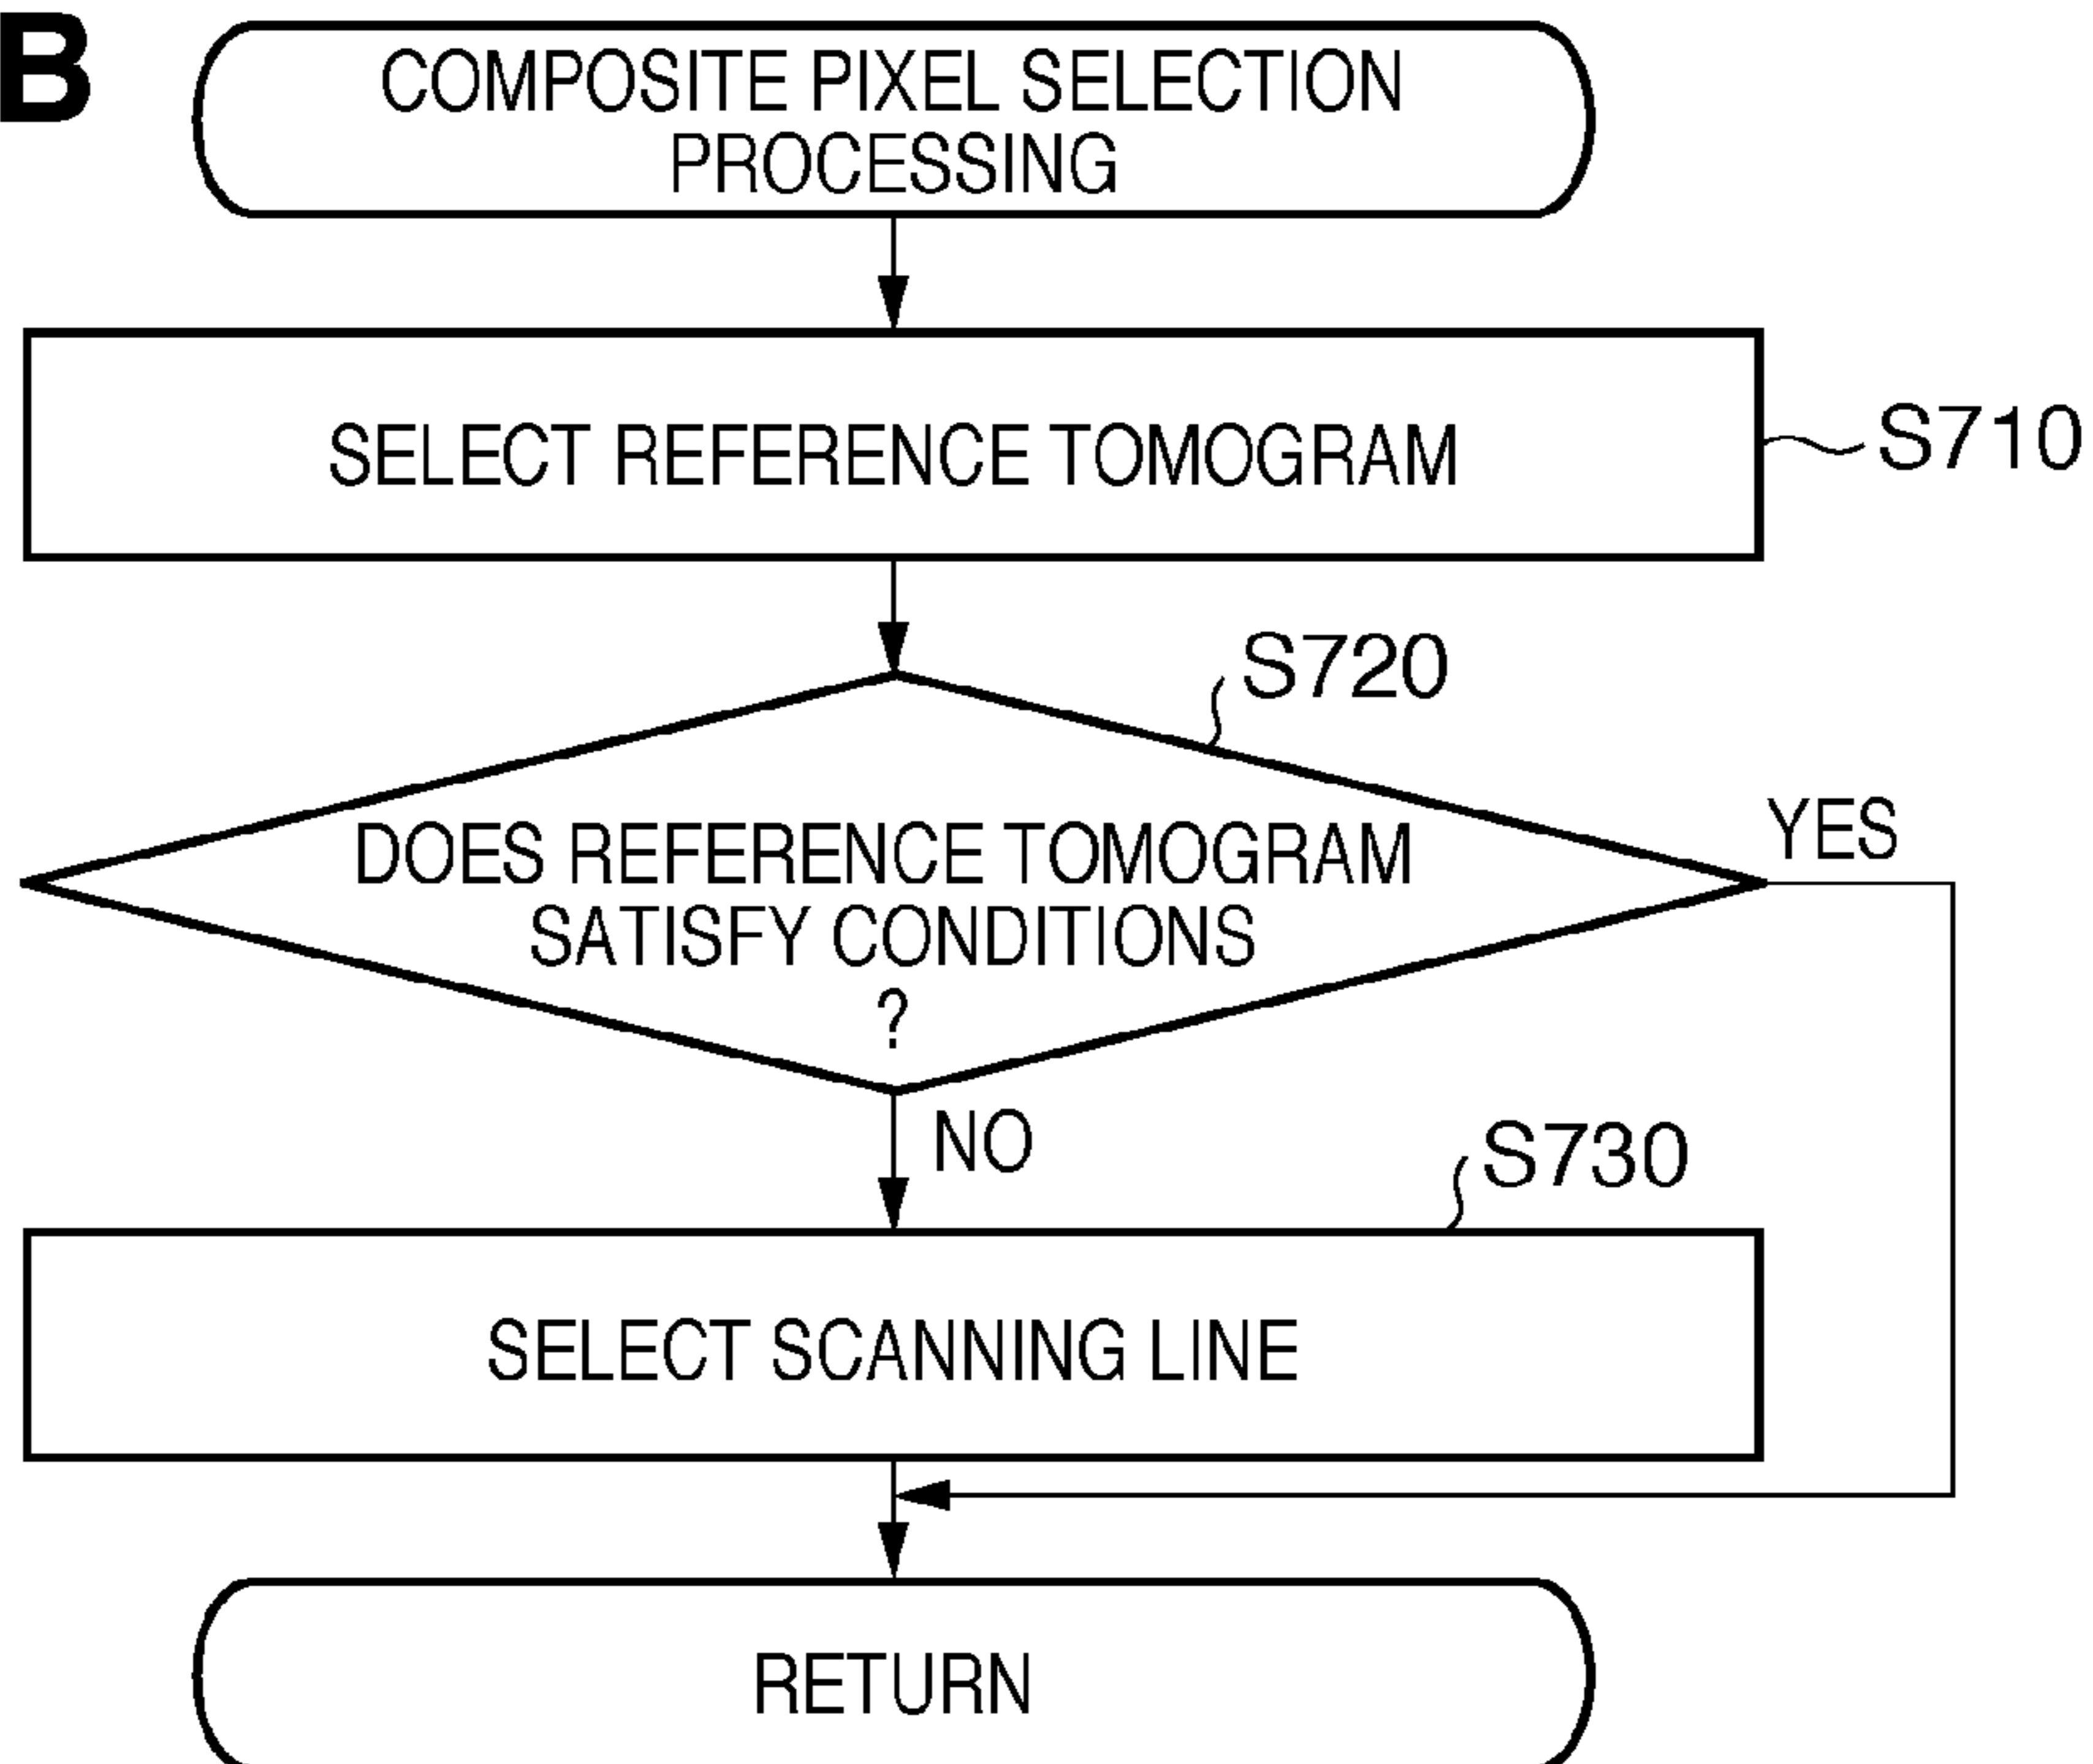 B
COMPOSITE PIXEL SELECTION
PROCESSING
SELECT REFERENCE TOMOGRAM
S710
S720
DOES REFERENCE TOMOGRAM
SATISFY CONDITIONS
?
YES
NO
S730
SELECT SCANNING LINE
RETURN